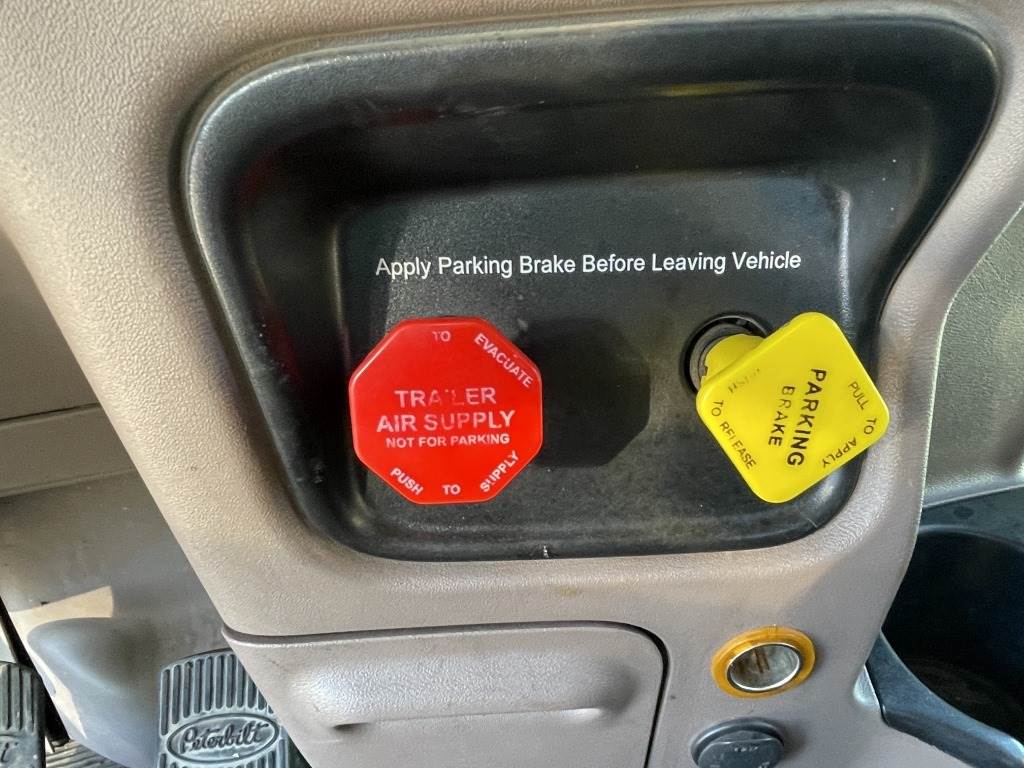 Apply Parking Brake Before Leaving Vehicle
TO EVACUATE
TRAILER
AIR SUPPLY
NOT FOR PARKING
PUSH TO SUPPLY
PULL TO APPLY
PARKING
BRAKE
PUSH
TO RELEASE
Peterbilt